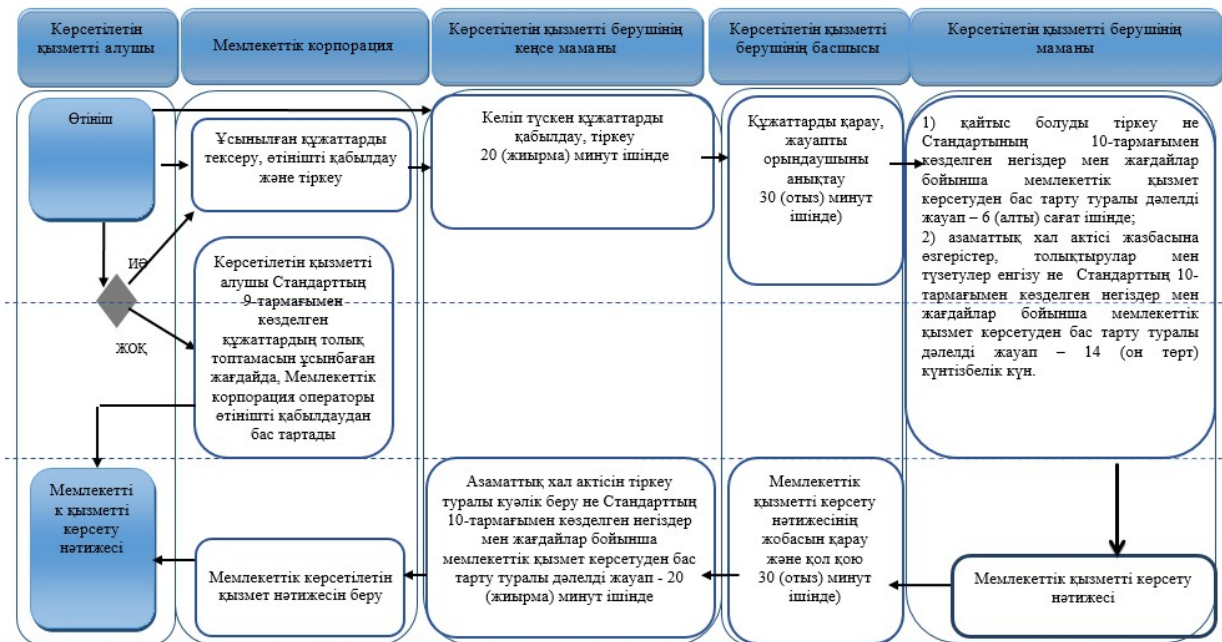 Көрсетілетін
қызметті алушы
Мемлекеттік корпорация
Көрсетілетін қызметті берушінің
кеңсе маманы
Көрсетілетін қызметті
берушінің басшысы
Көрсетілетін қызметті берушінің
маманы
Өтініш
Ұсынылған құжаттарды
тексеру, өтінішті қабылдау
және тіркеу
Келіп түскен құжаттарды
қабылдау, тіркеу
20 (жиырма) минут ішінде
Құжаттарды қарау,
жауапты
орындаушыны
анықтау
30 (отыз) минут
ішінде)
1) қайтыс болуды тіркеу не
Стандартының 10-тармағымен
көзделген негіздер мен жағдайлар
бойынша мемлекеттік қызмет
көрсетуден бас тарту туралы дәлелді
жауап – 6 (алты) сағат ішінде;
2) азаматтық хал актісі жазбасына
өзгерістер, толықтырулар мен
түзетулер енгізу не Стандарттың 10-
тармағымен көзделген негіздер мен
жағдайлар бойынша мемлекеттік
қызмет көрсетуден бас тарту туралы
дәлелді жауап – 14 (он төрт)
күнтізбелік күн.
ИӘ
ЖОҚ
Көрсетілетін қызметті
алушы Стандарттың
9-тармағымен
көзделген
құжаттардың толық
топтамасын ұсынбаған
жағдайда, Мемлекеттік
корпорация операторы
өтінішті қабылдаудан
бас тартады
Мемлекетті
к қызметті
көрсету
нәтижесі
Мемлекеттік көрсетілетін
қызмет нәтижесін беру
Азаматтық хал актісін тіркеу
туралы куәлік беру не Стандарттың
10-тармағымен көзделген негіздер
мен жағдайлар бойынша
мемлекеттік қызмет көрсетуден бас
тарту туралы дәлелді жауап - 20
(жиырма) минут ішінде
Мемлекеттік
қызметті көрсету
нәтижесінің
жобасын қарау
және қол қою
30 (отыз) минут
ішінде)
Мемлекеттік қызметті көрсету
нәтижесі